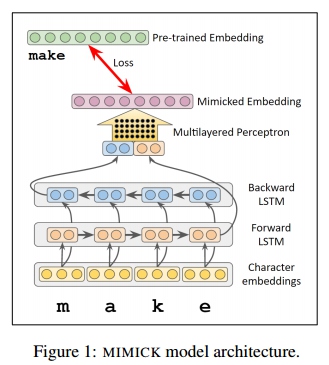 Pre-trained Embedding
make
Loss
Mimicked Embedding
Multilayered Perceptron
Backward
LSTM
Forward
LSTM
Character
embeddings
m a k e
Figure 1: MIMICK model architecture.